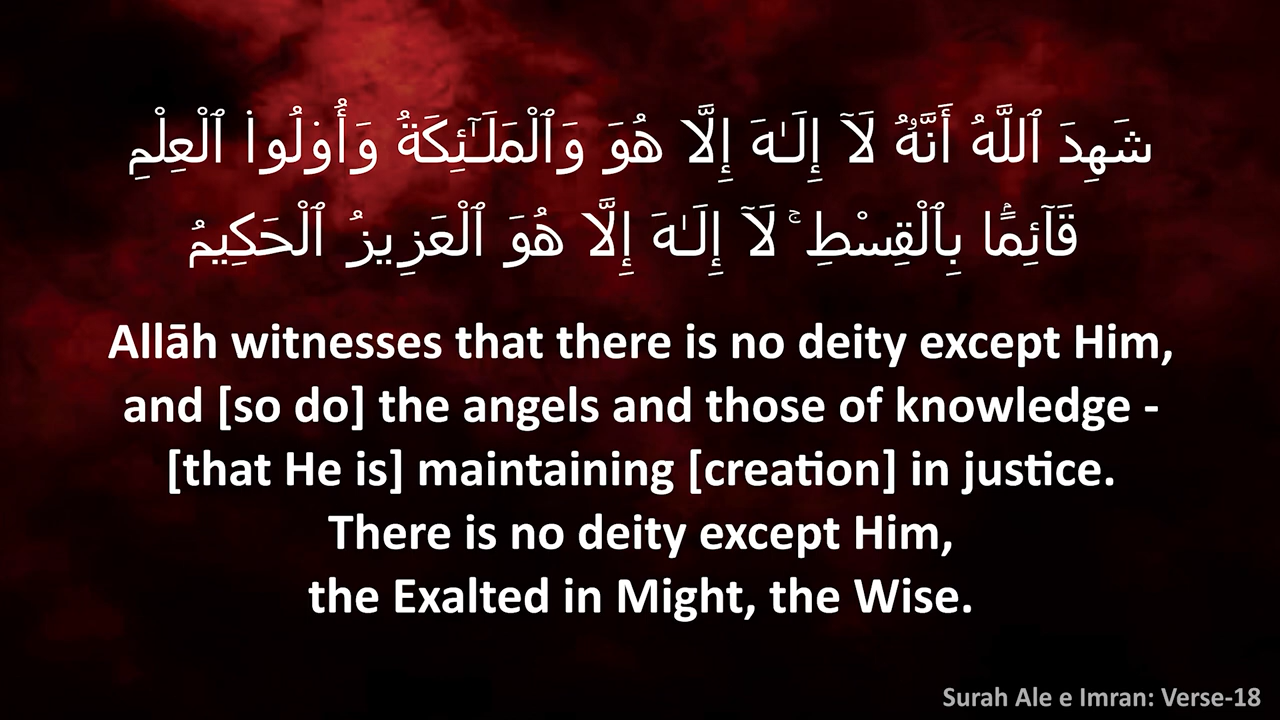 شَهِدَ ٱللَّهُ أَنَّهُۥ لَآ إِلَـٰهَ إِلَّا هُوَ وَٱلْمَلَـٰٓئِكَةُ وَأُو۟لُوا۟ ٱلْعِلْمِ
قَآئِمًۢا بِٱلْقِسْطِ ۚ لَآ إِلَـٰهَ إِلَّا هُوَ ٱلْعَزِيزُ ٱلْحَكِيمُ
Allāh witnesses that there is no deity except Him,
and [so do] the angels and those of knowledge -
[that He is] maintaining [creation] in justice.
There is no deity except Him,
the Exalted in Might, the Wise.
Surah Ale e Imran: Verse-18